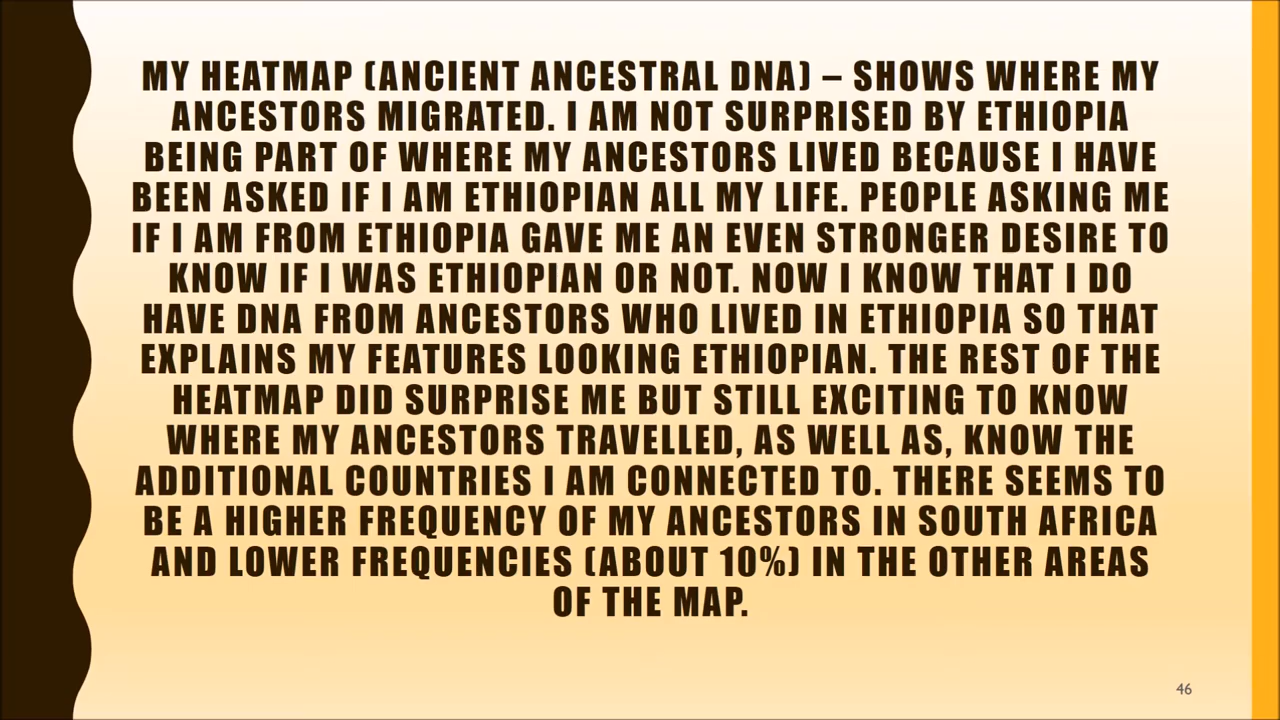 MY HEATMAP (ANCIENT ANCESTRAL DNA) – SHOWS WHERE MY
ANCESTORS MIGRATED. I AM NOT SURPRISED BY ETHIOPIA
BEING PART OF WHERE MY ANCESTORS LIVED BECAUSE I HAVE
BEEN ASKED IF I AM ETHIOPIAN ALL MY LIFE. PEOPLE ASKING ME
IF I AM FROM ETHIOPIA GAVE ME AN EVEN STRONGER DESIRE TO
KNOW IF I WAS ETHIOPIAN OR NOT. NOW I KNOW THAT I DO
HAVE DNA FROM ANCESTORS WHO LIVED IN ETHIOPIA SO THAT
EXPLAINS MY FEATURES LOOKING ETHIOPIAN. THE REST OF THE
HEATMAP DID SURPRISE ME BUT STILL EXCITING TO KNOW
WHERE MY ANCESTORS TRAVELLED, AS WELL AS, KNOW THE
ADDITIONAL COUNTRIES I AM CONNECTED TO. THERE SEEMS TO
BE A HIGHER FREQUENCY OF MY ANCESTORS IN SOUTH AFRICA
AND LOWER FREQUENCIES (ABOUT 10%) IN THE OTHER AREAS
OF THE MAP.
46